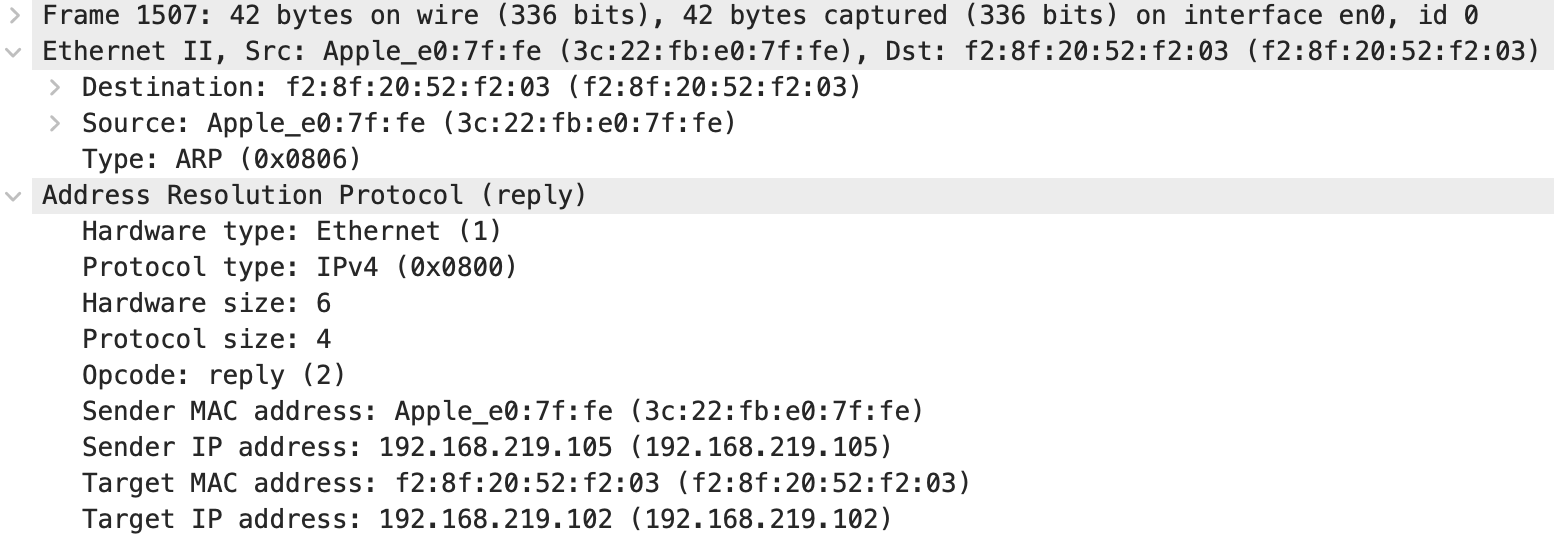 Frame 1507: 42 bytes on wire (336 bits), 42 bytes captured (336 bits) on interface en0, id 0
Ethernet II, Src: Apple_e0:7f:fe (3c:22:fb:e0:7f:fe), Dst: f2:8f:20:52:f2:03 (f2:8f:20:52:f2:03)
Destination: f2:8f:20:52:f2:03 (f2:8f:20:52:f2:03)
Source: Apple_e0:7f:fe (3c:22:fb:e0:7f:fe)
Type: ARP (0x0806)
Address Resolution Protocol (reply)
Hardware type: Ethernet (1)
Protocol type: IPv4 (0x0800)
Hardware size: 6
Protocol size: 4
Opcode: reply (2)
Sender MAC address: Apple_e0:7f:fe (3c:22:fb:e0:7f:fe)
Sender IP address: 192.168.219.105 (192.168.219.105)
Target MAC address: f2:8f:20:52:f2:03 (f2:8f:20:52:f2:03)
Target IP address: 192.168.219.102 (192.168.219.102)